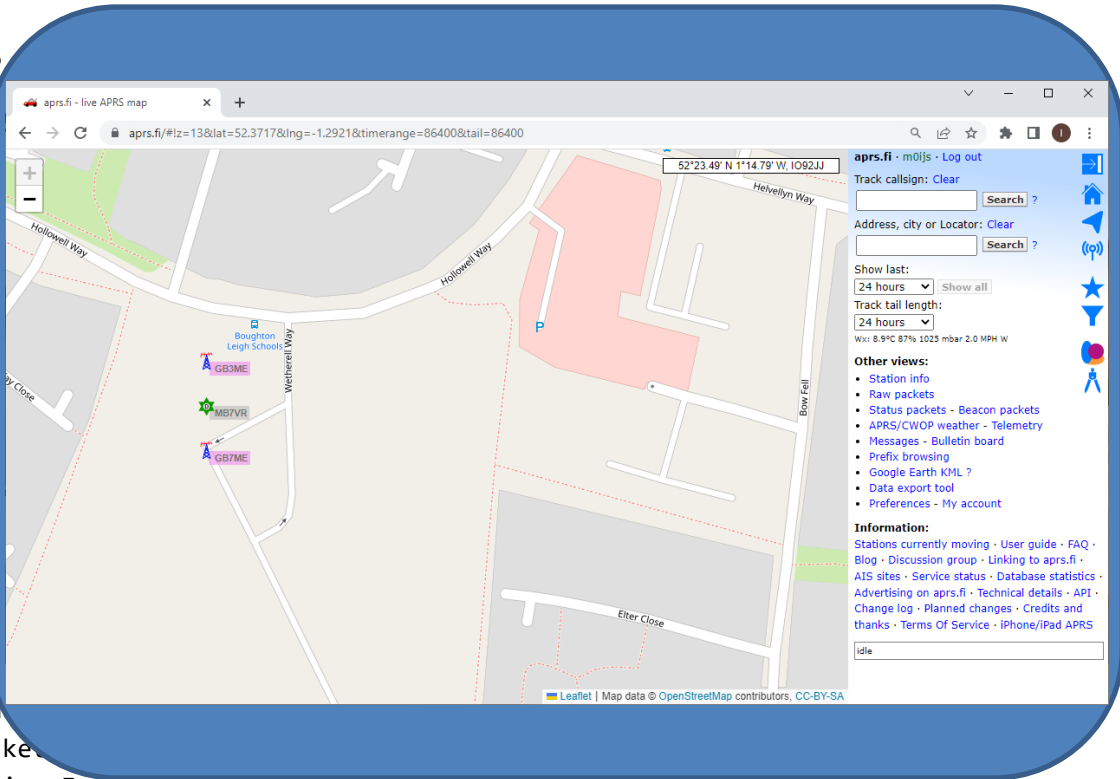 aprs.fi - live APRS map
aprs.fi/#!z=13&lat=52.3717&lng=-1.2921&timerange=86400&tail=86400
I
+
−
52°23.49' N 1°14.79' W, IO92JJ
Helvellyn Way
Hollowell Way
Hollowell Way
P
Boughton
Leigh Schools
Wetherell Way
GB3ME
MB7VR
GB7ME
Close
Bow Fell
Elter Close
Leaflet | Map data © OpenStreetMap contributors, CC-BY-SA
aprs.fi · m0ijs · Log out
Track callsign: Clear
Search ?
Address, city or Locator: Clear
Search ?
Show last:
24 hours Show all
Track tail length:
24 hours
Wx: 8.9°C 87% 1025 mbar 2.0 MPH W
Other views:
• Station info
• Raw packets
• Status packets - Beacon packets
• APRS/CWOP weather - Telemetry
• Messages - Bulletin board
• Prefix browsing
• Google Earth KML ?
• Data export tool
• Preferences - My account
Information:
Stations currently moving · User guide · FAQ ·
Blog · Discussion group · Linking to aprs.fi ·
AIS sites · Service status · Database statistics ·
Advertising on aprs.fi · Technical details · API ·
Change log · Planned changes · Credits and
thanks · Terms Of Service · iPhone/iPad APRS
idle